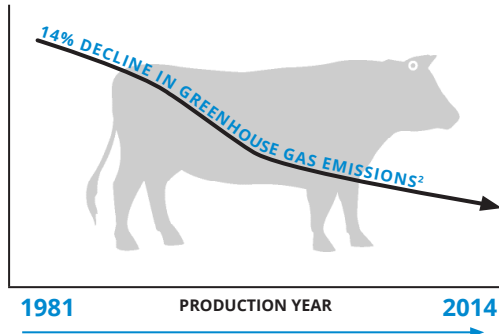 14% DECLINE IN GREENHOUSE GAS EMISSIONS²
1981 PRODUCTION YEAR 2014